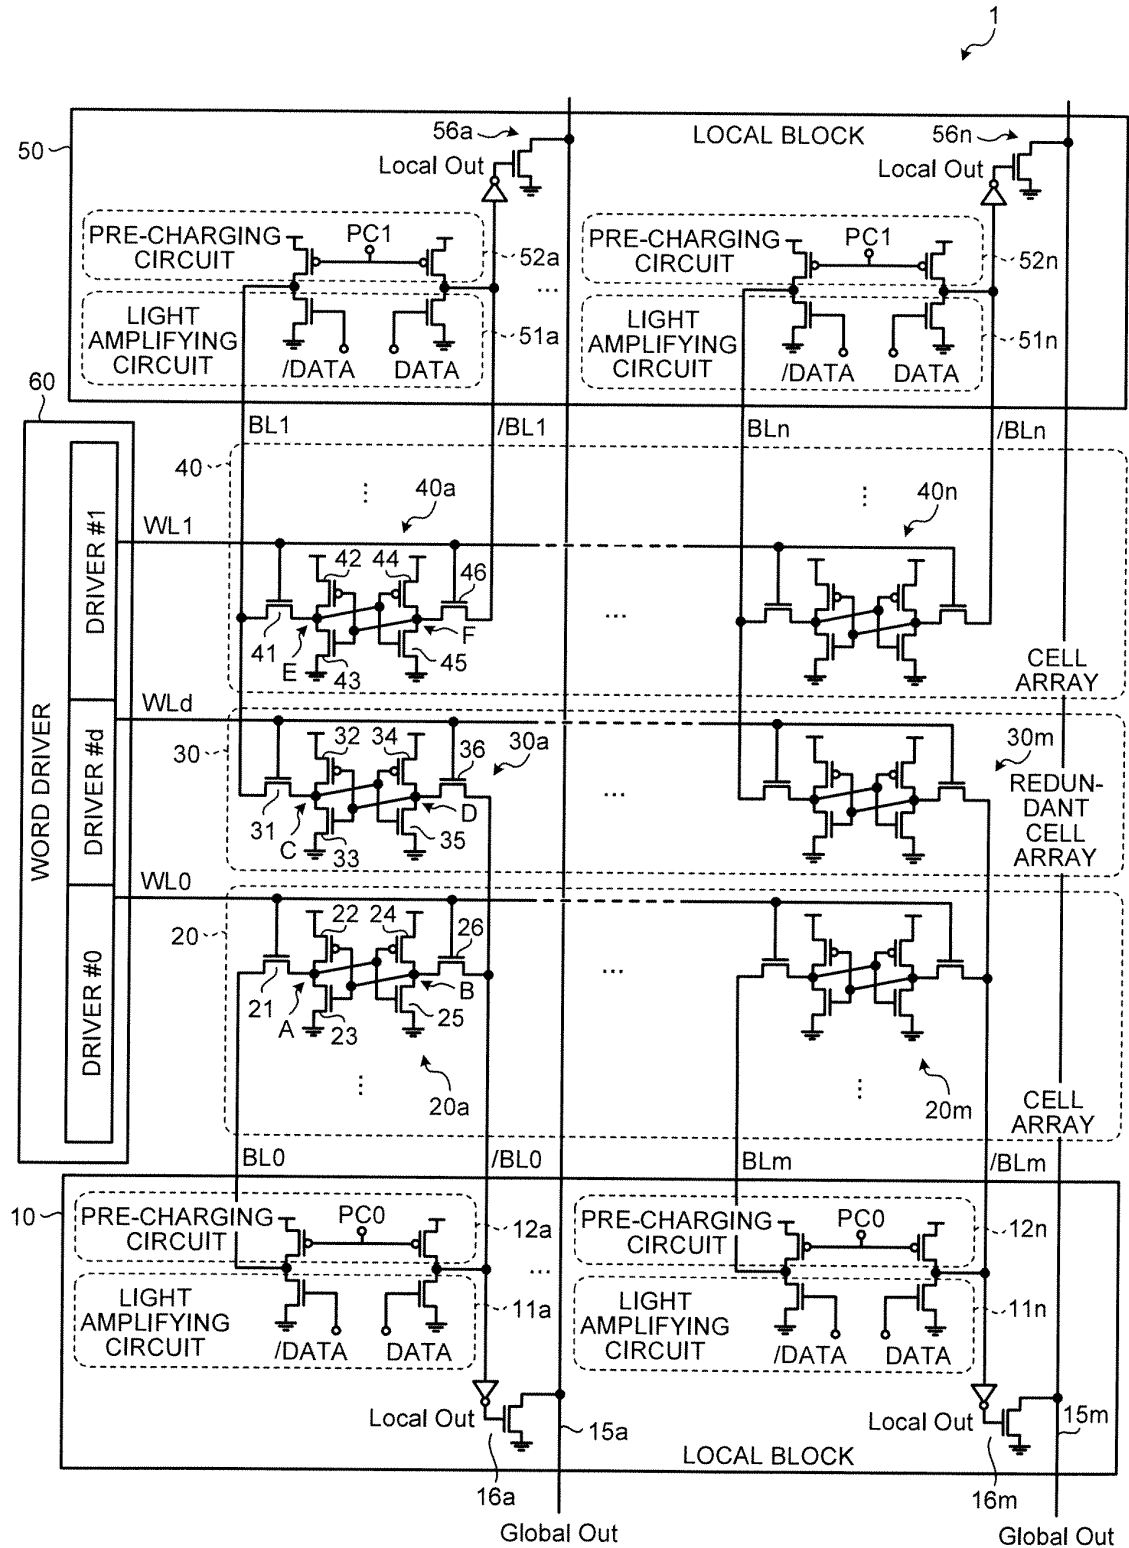 1
50
56a
LOCAL BLOCK
56n
Local Out
Local Out
PRE-CHARGING
CIRCUIT
PC1
52a
PRE-CHARGING
CIRCUIT
PC1
52n
...
LIGHT
AMPLIFYING
CIRCUIT
51a
LIGHT
AMPLIFYING
CIRCUIT
51n
/DATA
DATA
/DATA
DATA
60
BL1
/BL1
BLn
/BLn
40
40a
40n
WL1
42
44
46
41
E
43
F
45
...
CELL
ARRAY
WLd
30
32
34
36
30a
30m
REDUN-
DANT
CELL
ARRAY
31
C
33
D
35
...
WL0
20
22
24
26
21
A
23
B
25
...
20a
20m
CELL
ARRAY
WORD DRIVER
DRIVER #1
DRIVER #d
DRIVER #0
BL0
/BL0
BLm
/BLm
10
PRE-CHARGING
CIRCUIT
PC0
12a
PRE-CHARGING
CIRCUIT
PC0
12n
...
LIGHT
AMPLIFYING
CIRCUIT
11a
LIGHT
AMPLIFYING
CIRCUIT
11n
/DATA
DATA
/DATA
DATA
Local Out
15a
Local Out
15m
LOCAL BLOCK
16a
16m
Global Out
Global Out